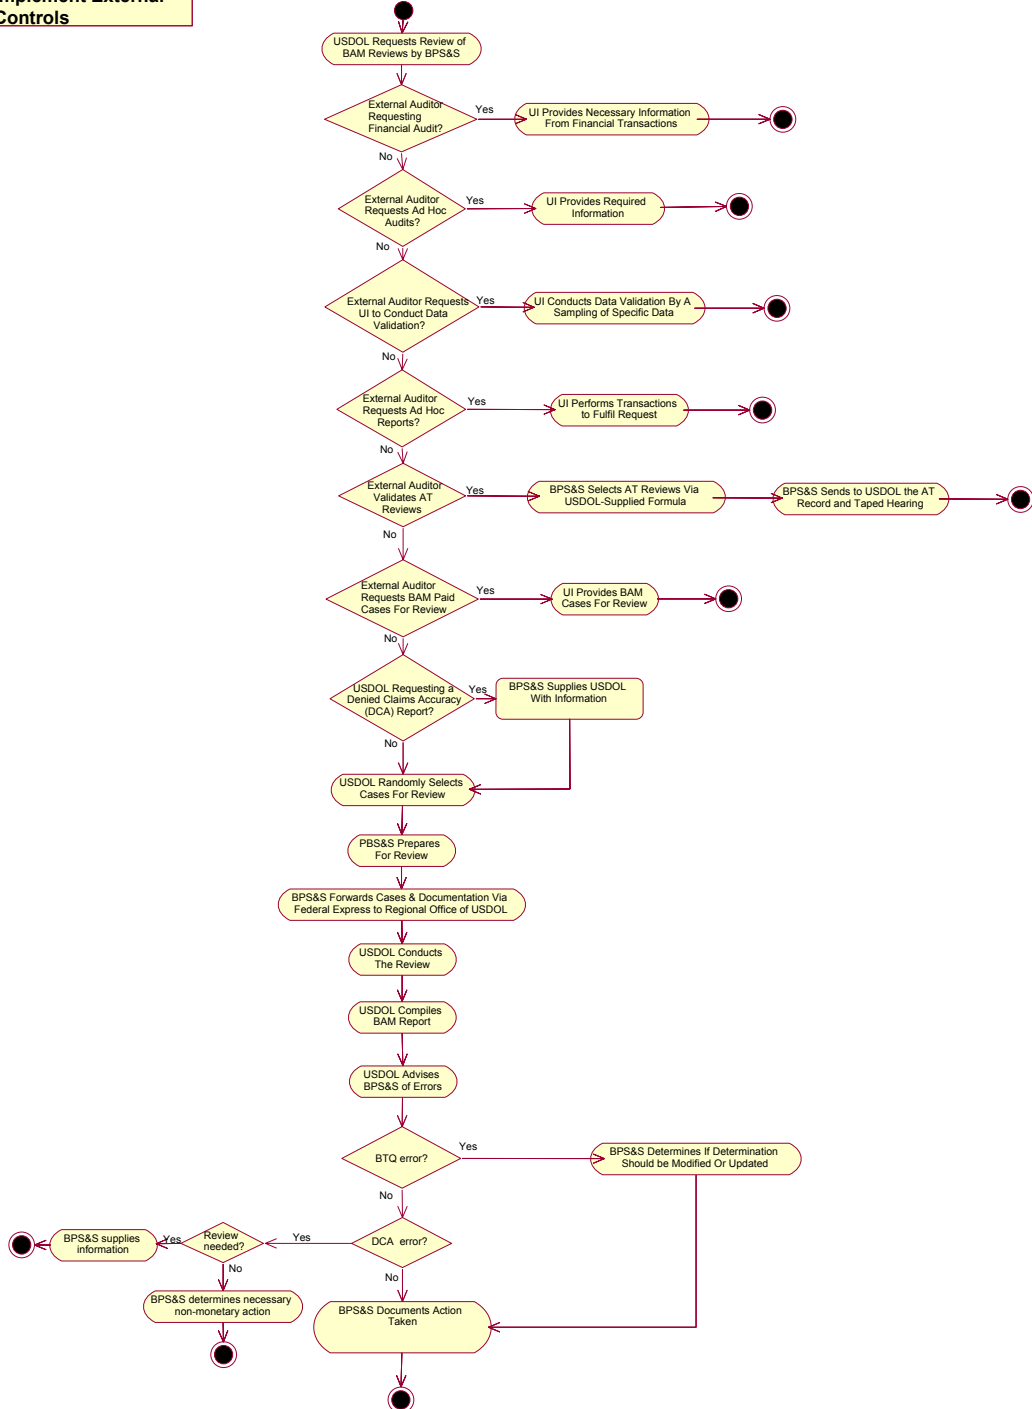 Implement External
Controls
USDOL Requests Review of
BAM Reviews by BPS&S
External Auditor
Requesting
Financial Audit?
Yes
UI Provides Necessary Information
From Financial Transactions
No
External Auditor
Requests Ad Hoc
Audits?
Yes
UI Provides Required
Information
No
External Auditor Requests
UI to Conduct Data
Validation?
Yes
UI Conducts Data Validation By A
Sampling of Specific Data
No
External Auditor
Requests Ad Hoc
Reports?
Yes
UI Performs Transactions
to Fulfil Request
No
External Auditor
Validates AT
Reviews
Yes
BPS&S Selects AT Reviews Via
USDOL-Supplied Formula
BPS&S Sends to USDOL the AT
Record and Taped Hearing
No
External Auditor
Requests BAM Paid
Cases For Review
Yes
UI Provides BAM
Cases For Review
No
USDOL Requesting a
Denied Claims Accuracy
(DCA) Report?
Yes
BPS&S Supplies USDOL
With Information
No
USDOL Randomly Selects
Cases For Review
PBS&S Prepares
For Review
BPS&S Forwards Cases & Documentation Via
Federal Express to Regional Office of USDOL
USDOL Conducts
The Review
USDOL Compiles
BAM Report
USDOL Advises
BPS&S of Errors
BTQ error?
Yes
BPS&S Determines If Determination
Should be Modified Or Updated
No
DCA error?
Yes
Review
needed?
Yes
BPS&S supplies
information
No
BPS&S determines necessary
non-monetary action
No
BPS&S Documents Action
Taken